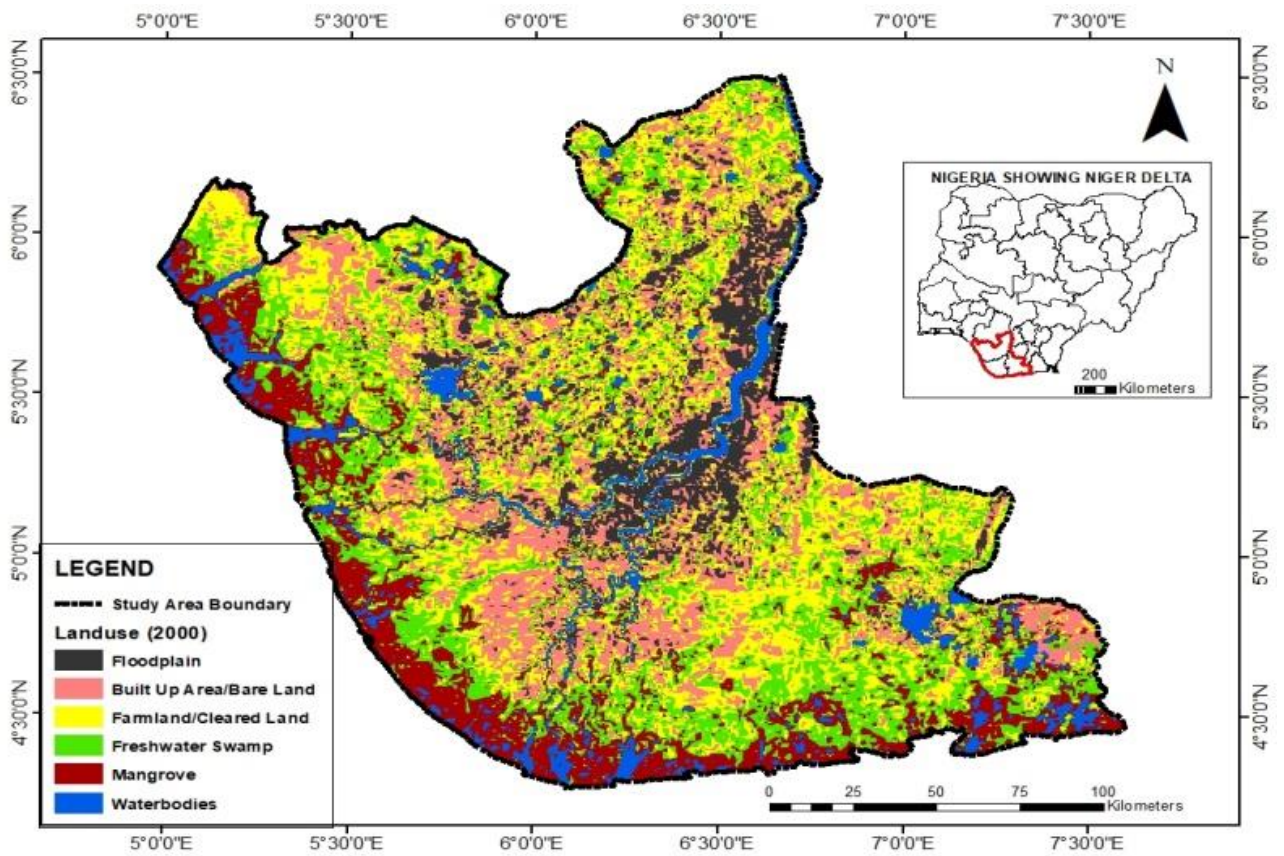 5°0'0"E 5°30'0"E 6°0'0"E 6°30'0"E 7°0'0"E 7°30'0"E
6°30'0"N
6°0'0"N
5°30'0"N
5°0'0"N
4°30'0"N
N
NIGERIA SHOWING NIGER DELTA
200
Kilometers
6°30'0"N
6°0'0"N
5°30'0"N
5°0'0"N
4°30'0"N
LEGEND
Study Area Boundary
Landuse (2000)
Floodplain
Built Up Area/Bare Land
Farmland/Cleared Land
Freshwater Swamp
Mangrove
Waterbodies
0 25 50 75 100
Kilometers
5°0'0"E 5°30'0"E 6°0'0"E 6°30'0"E 7°0'0"E 7°30'0"E